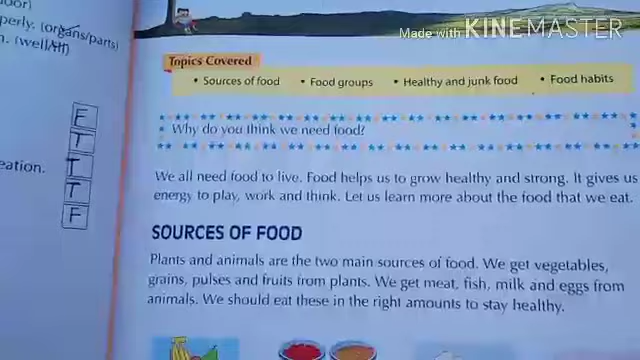 perly. (organs/parts)
n. (well/ill)
F
T
eation.
T
T
F
Made with KINEMASTER
Topics Covered
• Sources of food • Food groups • Healthy and junk food • Food habits
Why do you think we need food?
We all need food to live. Food helps us to grow healthy and strong. It gives us
energy to play, work and think. Let us learn more about the food that we eat.
SOURCES OF FOOD
Plants and animals are the two main sources of food. We get vegetables,
grains, pulses and fruits from plants. We get meat, fish, milk and eggs from
animals. We should eat these in the right amounts to stay healthy.